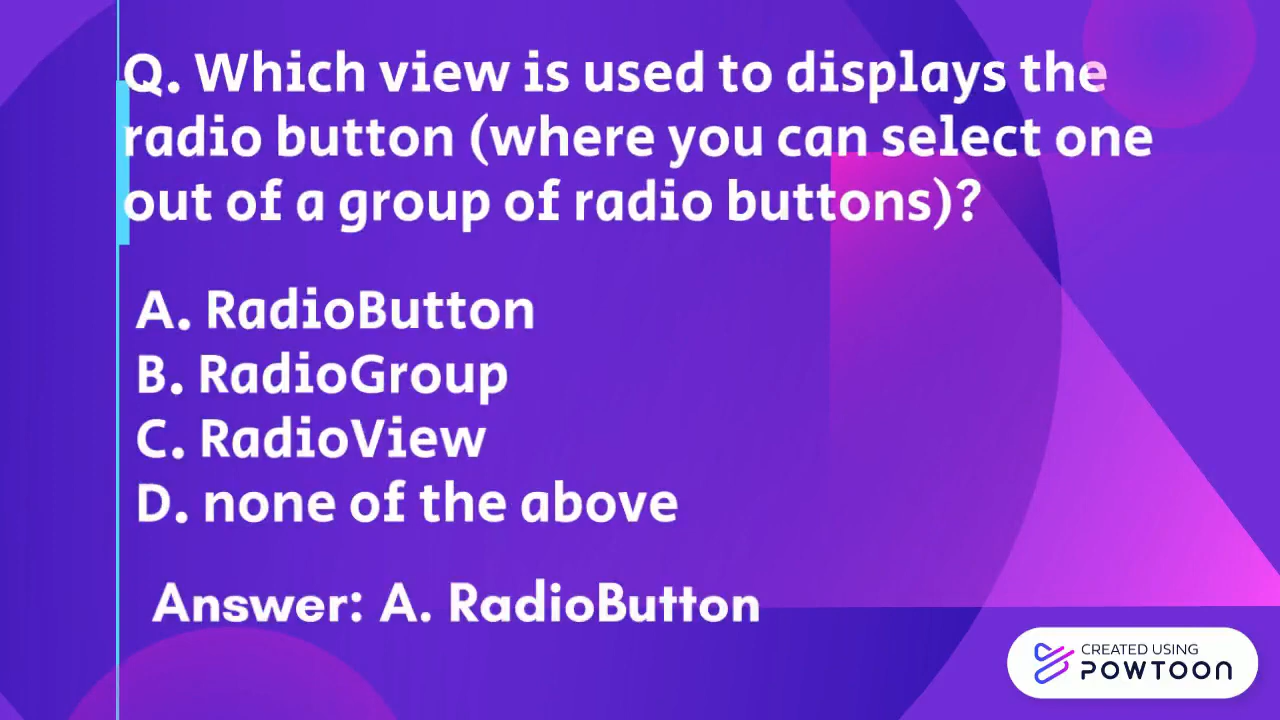 Q. Which view is used to displays the
radio button (where you can select one
out of a group of radio buttons)?
A. RadioButton
B. RadioGroup
C. RadioView
D. none of the above
Answer: A. RadioButton
CREATED USING
POWTOON